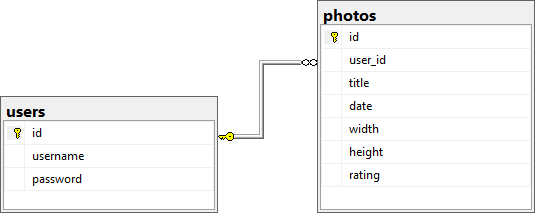 photos
id
user_id
title
date
width
height
rating
users
id
username
password